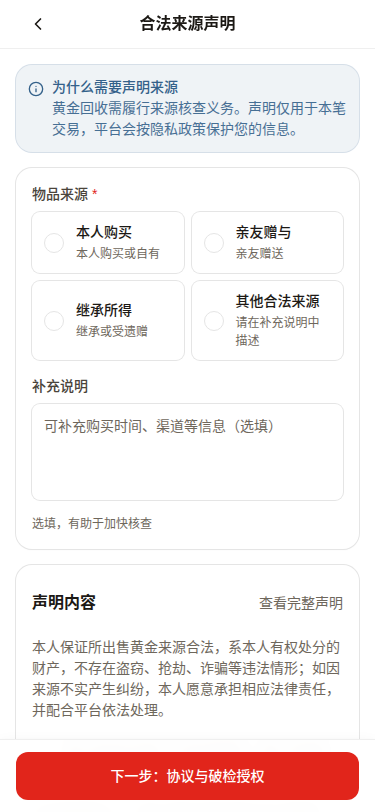 合法来源声明
为什么需要声明来源
黄金回收需履行来源核查义务。声明仅用于本笔
交易，平台会按隐私政策保护您的信息。
物品来源 *
本人购买
本人购买或自有
亲友赠与
亲友赠送
继承所得
继承或受遗赠
其他合法来源
请在补充说明中
描述
补充说明
可补充购买时间、渠道等信息（选填）
选填，有助于加快核查
声明内容
查看完整声明
本人保证所出售黄金来源合法，系本人有权处分的
财产，不存在盗窃、抢劫、诈骗等违法情形；如因
来源不实产生纠纷，本人愿意承担相应法律责任，
并配合平台依法处理。
下一步：协议与破检授权